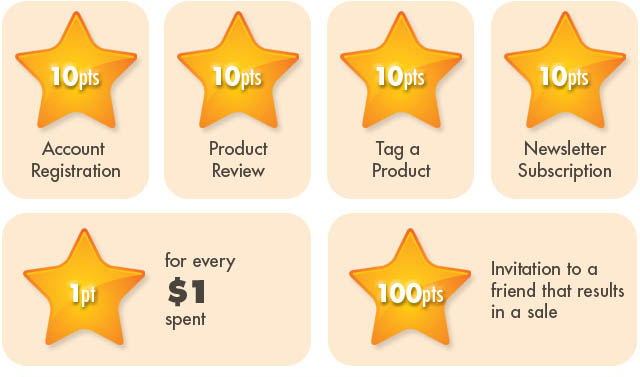 10pts
Account
Registration
10pts
Product
Review
10pts
Tag a
Product
10pts
Newsletter
Subscription
1pt
for every
$1
spent
100pts
Invitation to a
friend that results
in a sale